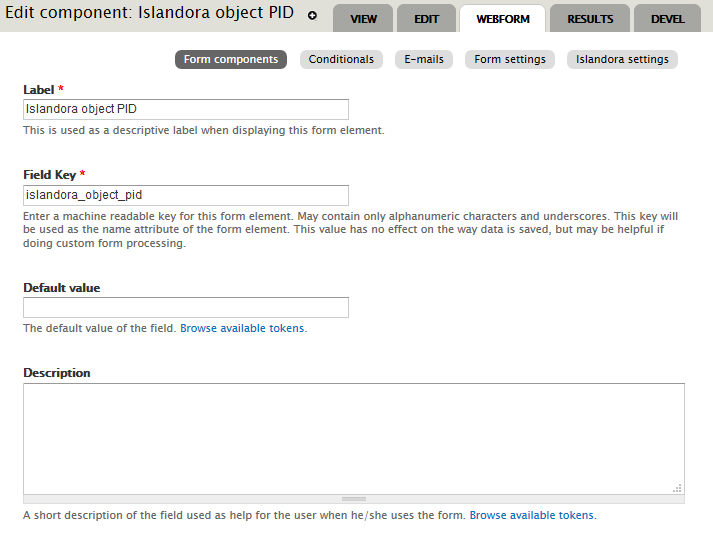 Edit component: Islandora object PID
VIEW EDIT WEBFORM RESULTS DEVEL
Form components Conditionals E-mails Form settings Islandora settings
Label *
Islandora object PID
This is used as a descriptive label when displaying this form element.
Field Key *
islandora_object_pid
Enter a machine readable key for this form element. May contain only alphanumeric characters and underscores. This key will
be used as the name attribute of the form element. This value has no effect on the way data is saved, but may be helpful if
doing custom form processing.
Default value
The default value of the field. Browse available tokens.
Description
A short description of the field used as help for the user when he/she uses the form. Browse available tokens.